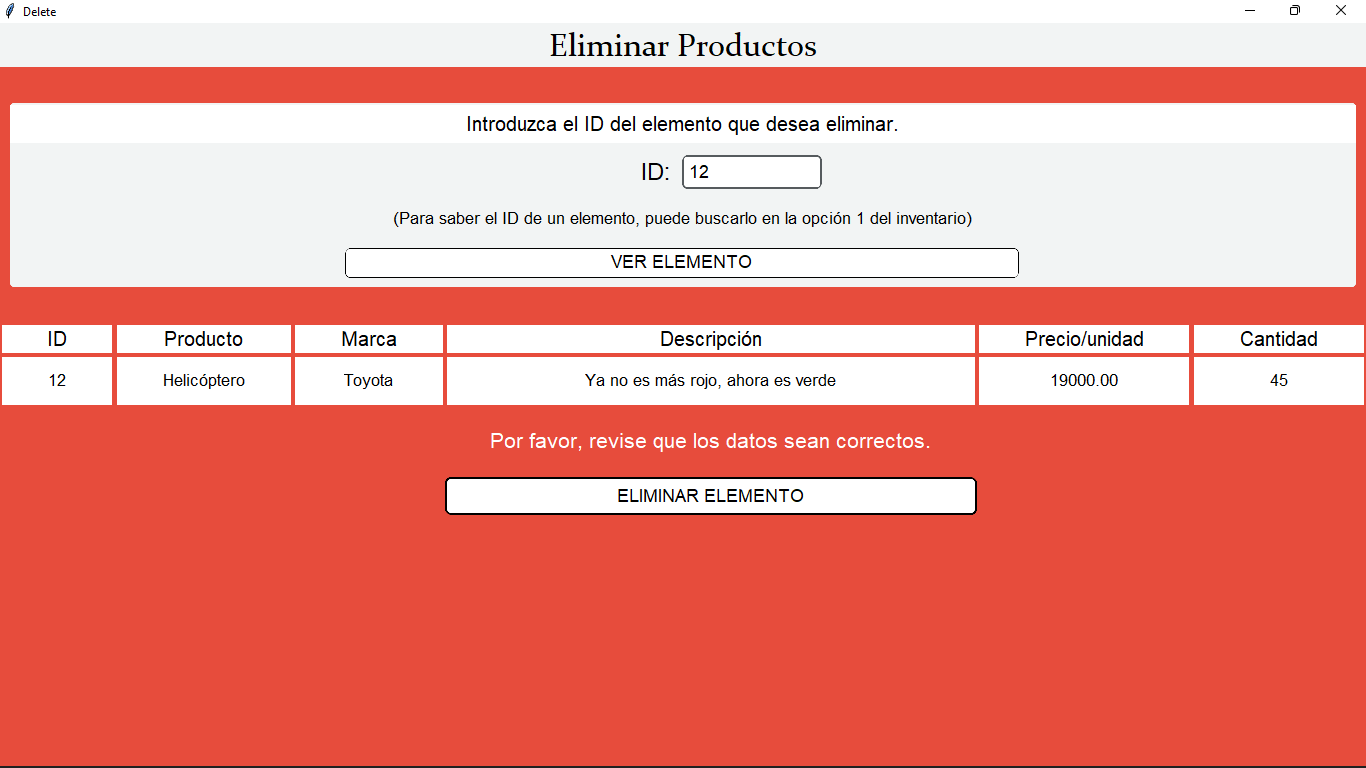 Delete
Eliminar Productos
Introduzca el ID del elemento que desea eliminar.
ID: 12
(Para saber el ID de un elemento, puede buscarlo en la opción 1 del inventario)
VER ELEMENTO
ID Producto Marca Descripción Precio/unidad Cantidad
12 Helicóptero Toyota Ya no es más rojo, ahora es verde 19000.00 45
Por favor, revise que los datos sean correctos.
ELIMINAR ELEMENTO